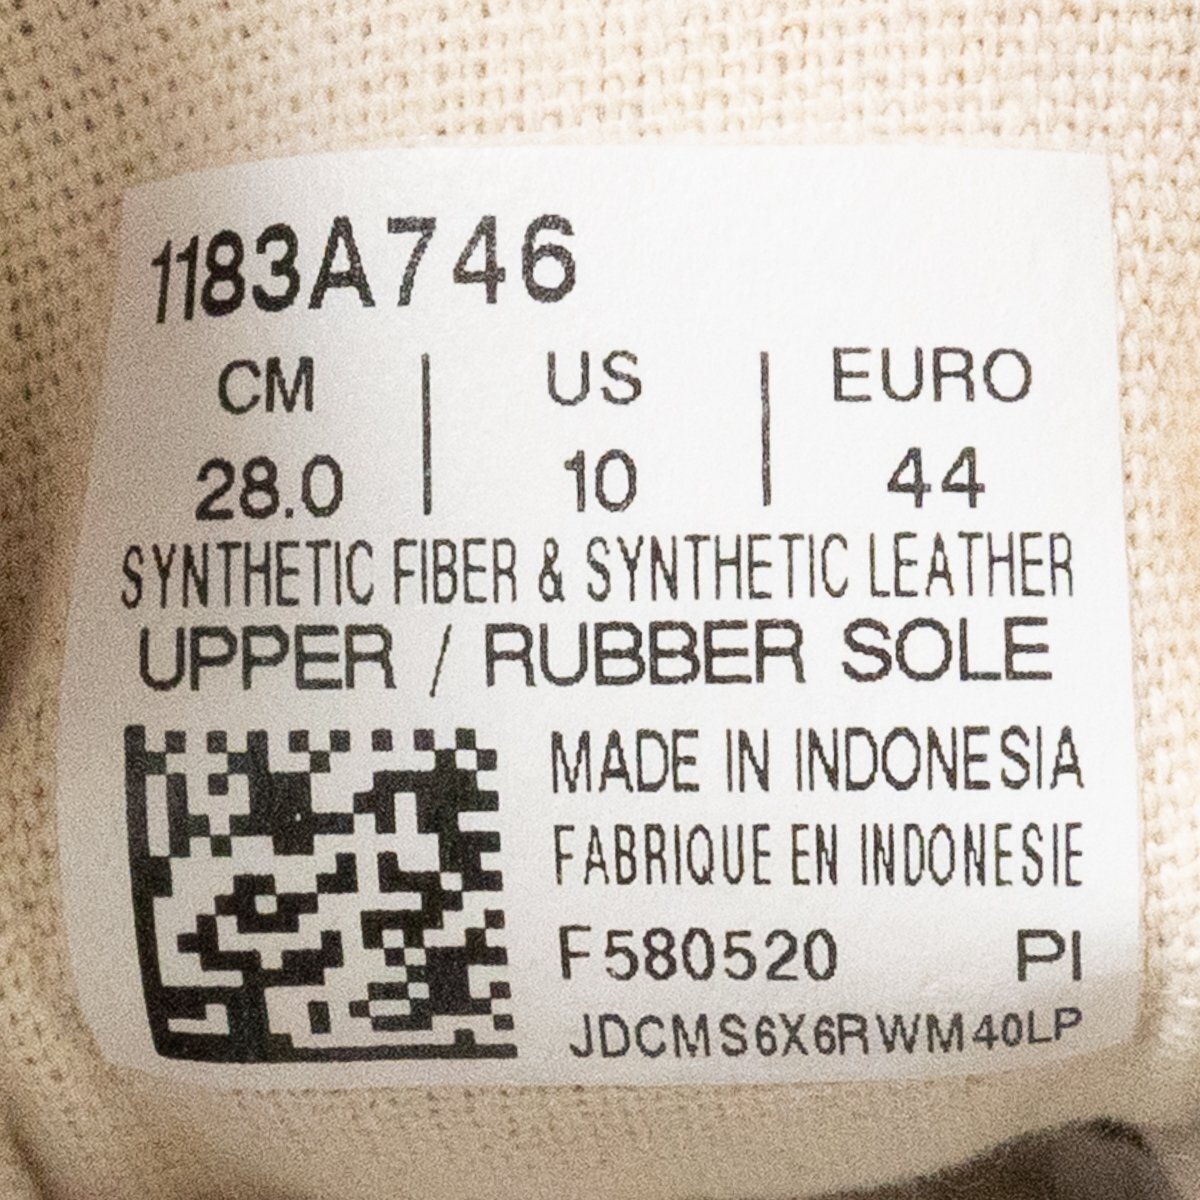 1183A746
CM | US | EURO
28.0 | 10 | 44
SYNTHETIC FIBER & SYNTHETIC LEATHER
UPPER / RUBBER SOLE
MADE IN INDONESIA
FABRIQUE EN INDONESIE
F580520 PI
JDCMS6X6RWM40LP